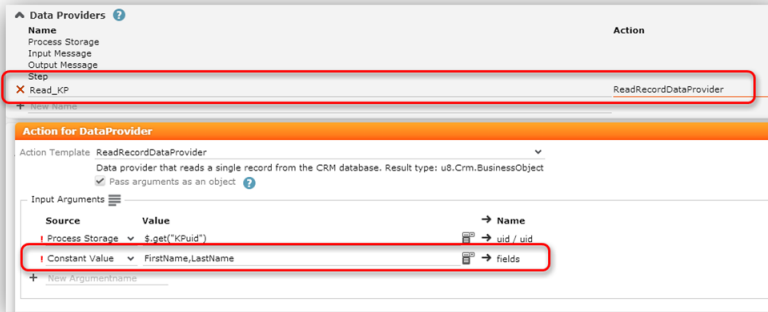 Data Providers ?
Name Action
Process Storage
Input Message
Output Message
Step
Read_KP ReadRecordDataProvider
+ New Name
Action for DataProvider
Action Template ReadRecordDataProvider
Data provider that reads a single record from the CRM database. Result type: u8.Crm.BusinessObject
Pass arguments as an object ?
Input Arguments
Source Value → Name
! Process Storage $.get("KPuid") → uid / uid
! Constant Value FirstName,LastName → fields
+ New Argumentname